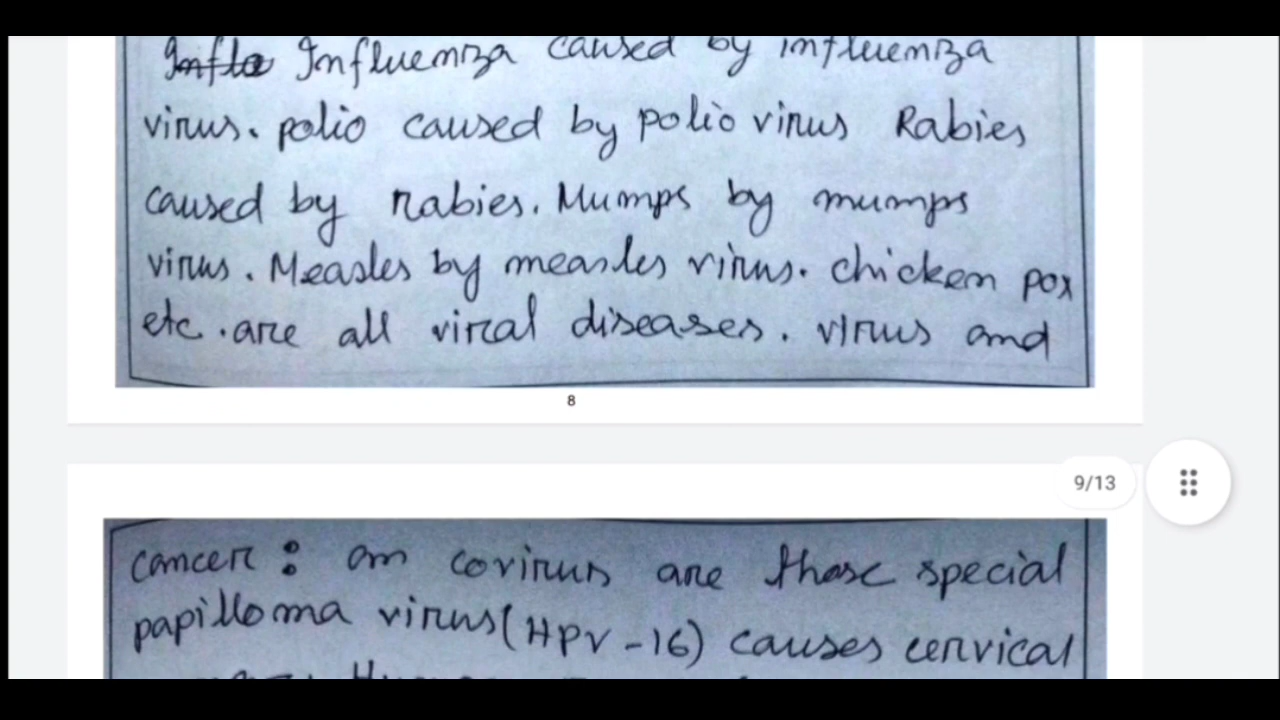 Influenza caused by influenza
virus. polio caused by polio virus Rabies
caused by rabies. Mumps by mumps
virus. Measles by measles virus. chicken pox
etc. are all viral diseases. virus and
8
9/13
cancer: on covirus are those special
papilloma virus(HPV-16) causes cervical